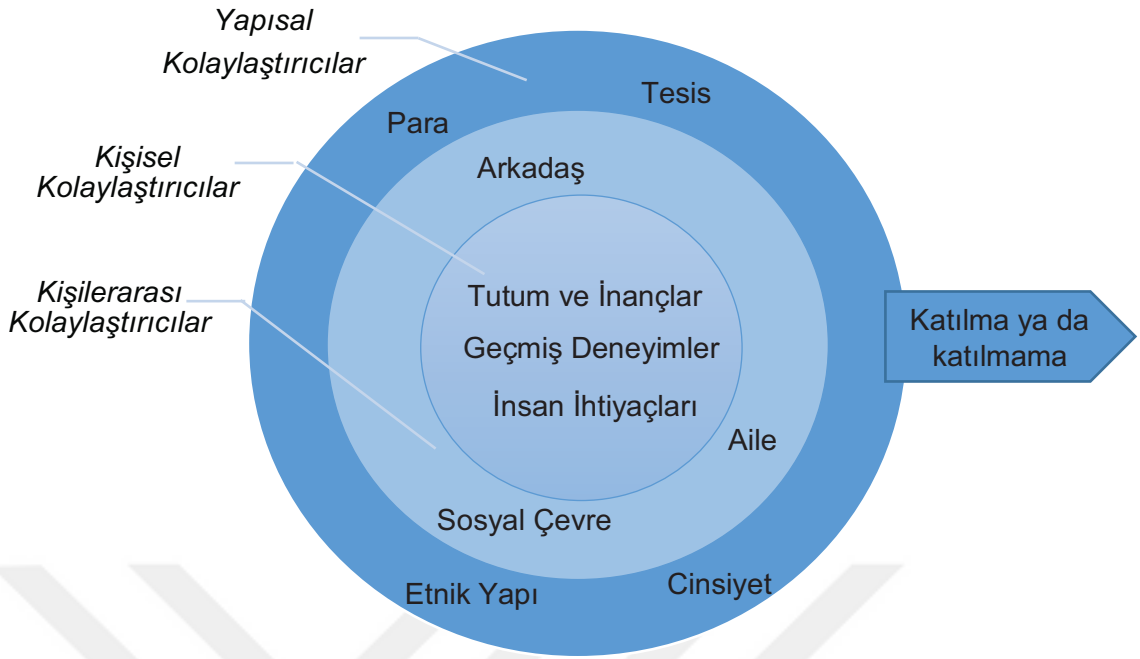 Yapısal
Kolaylaştırıcılar
Tesis
Para
Kişisel
Kolaylaştırıcılar
Arkadaş
Kişilerarası
Kolaylaştırıcılar
Tutum ve İnançlar
Geçmiş Deneyimler
İnsan İhtiyaçları
Katılma ya da
katılmama
Aile
Sosyal Çevre
Etnik Yapı
Cinsiyet